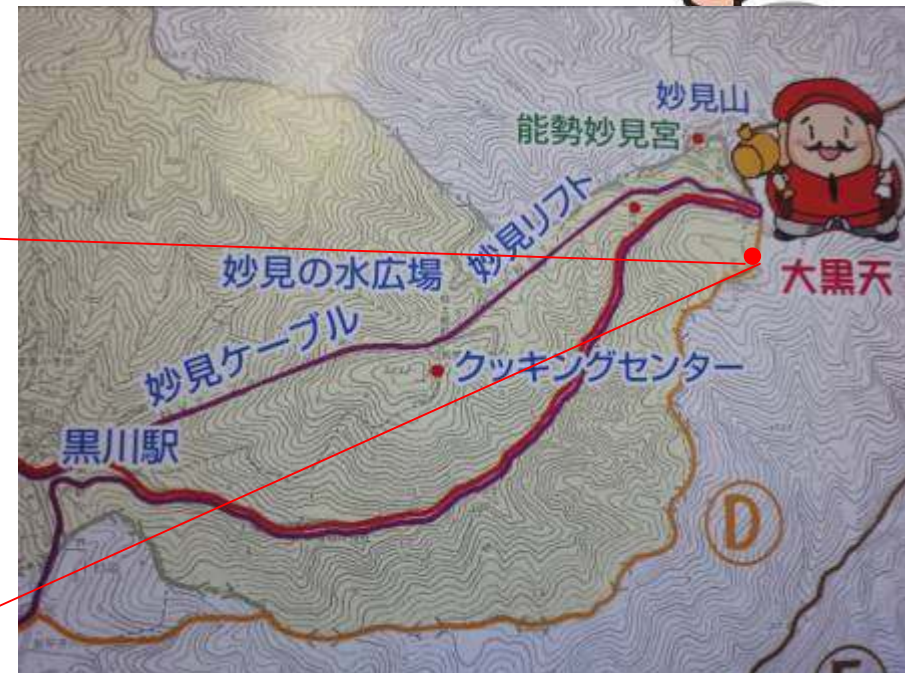 妙見山
能勢妙見宮
妙見リフト
妙見の水広場
大黒天
妙見ケーブル
クッキングセンター
黒川駅
D